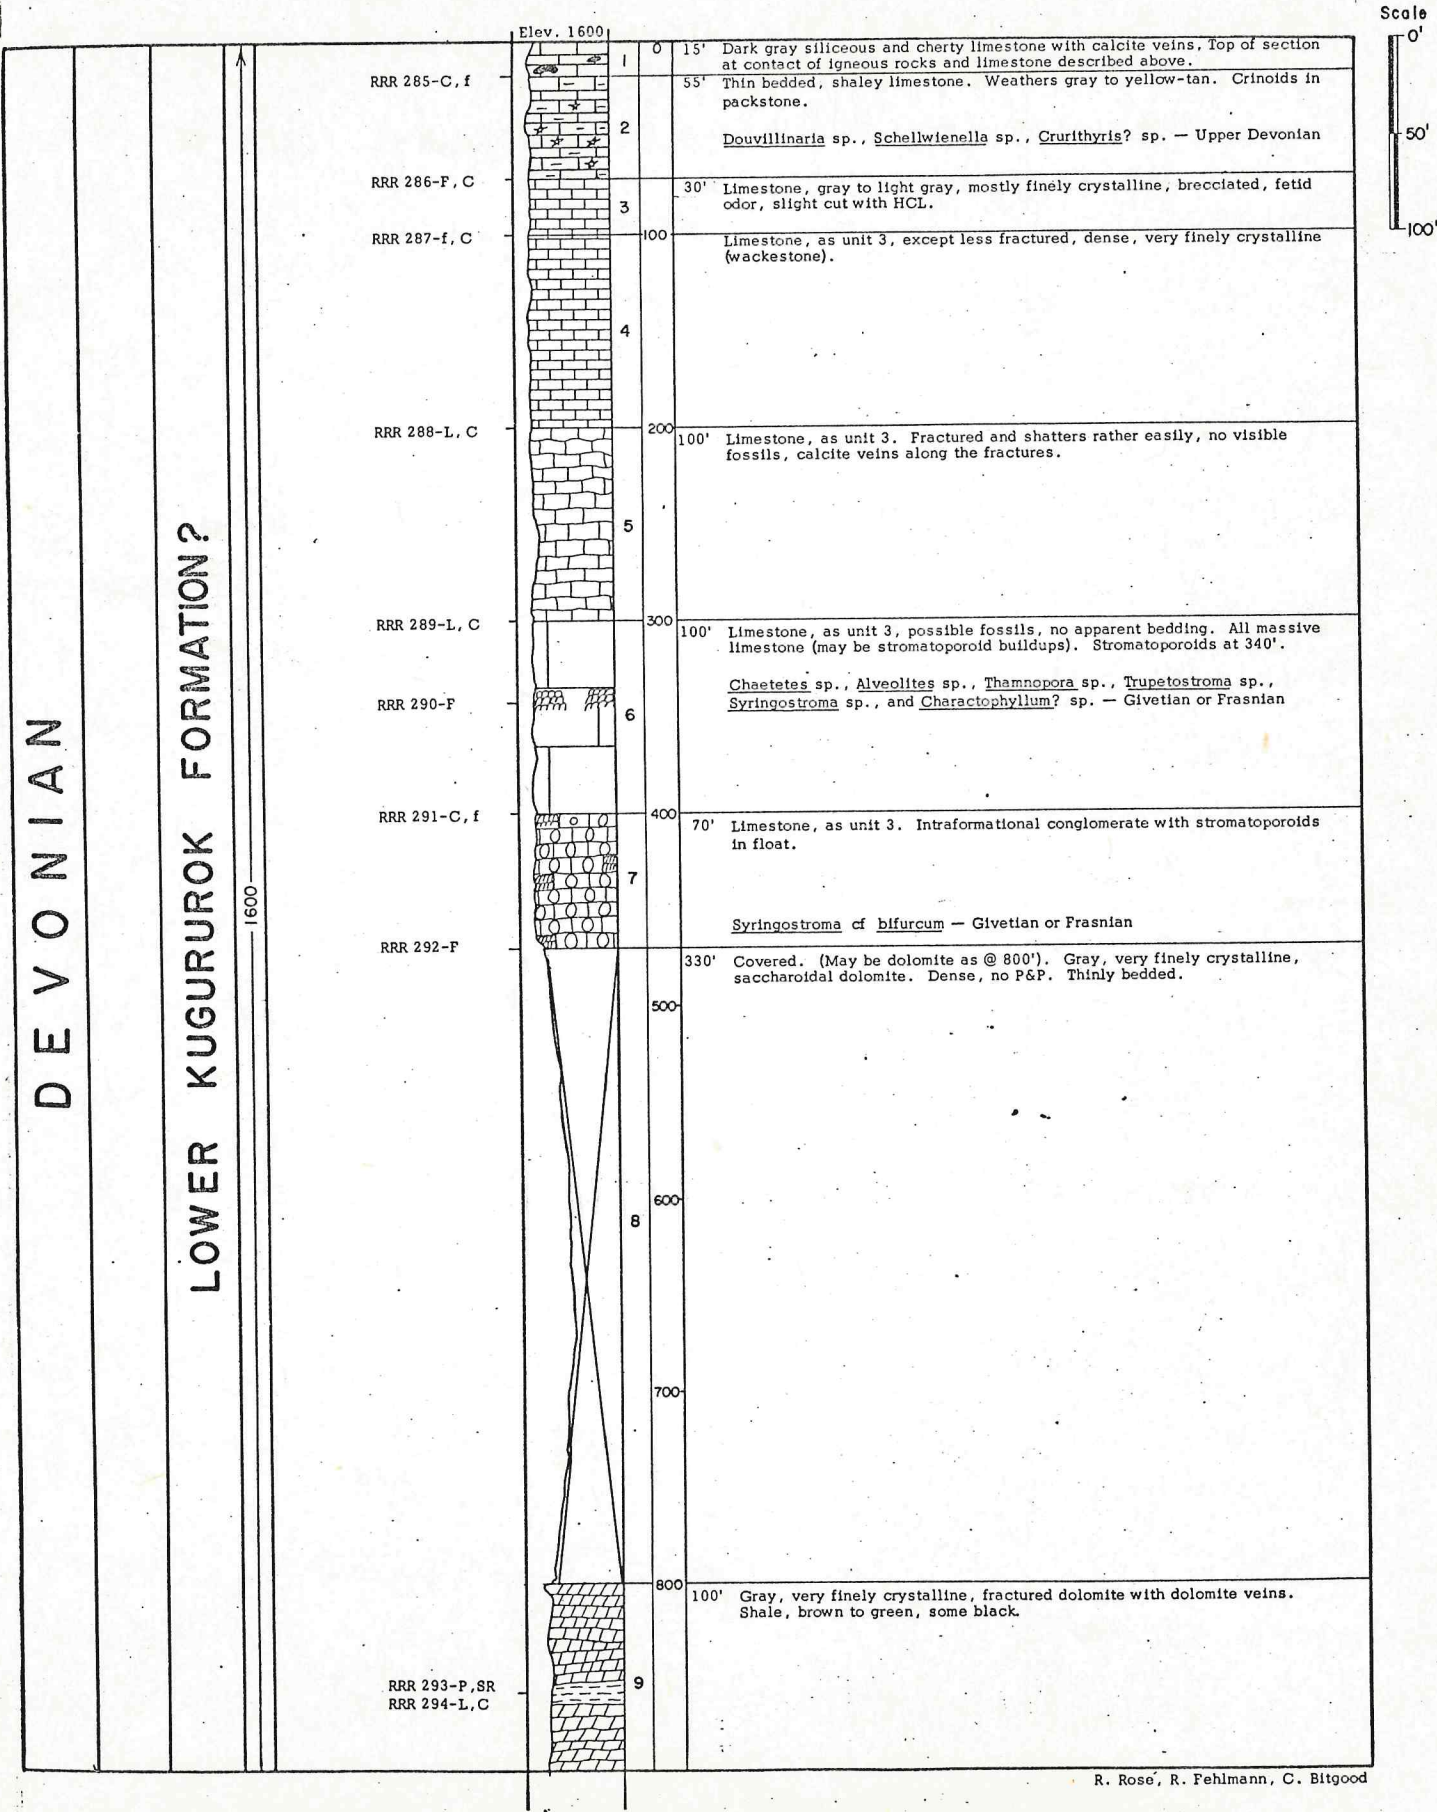 Scale
0'
50'
100'
Elev. 1600
DEVONIAN
LOWER KUGURUROK FORMATION?
1600
0
1
15' Dark gray siliceous and cherty limestone with calcite veins. Top of section
at contact of igneous rocks and limestone described above.
RRR 285-C, f
55' Thin bedded, shaley limestone. Weathers gray to yellow-tan. Crinoids in
packstone.
2
Douvillinaria sp., Schellwienella sp., Crurithyris? sp. — Upper Devonian
RRR 286-F, C
30' Limestone, gray to light gray, mostly finely crystalline, brecciated, fetid
odor, slight cut with HCL.
3
RRR 287-f, C
100
Limestone, as unit 3, except less fractured, dense, very finely crystalline
(wackestone).
4
RRR 288-L, C
200
100' Limestone, as unit 3. Fractured and shatters rather easily, no visible
fossils, calcite veins along the fractures.
5
RRR 289-L, C
300
100' Limestone, as unit 3, possible fossils, no apparent bedding. All massive
limestone (may be stromatoporoid buildups). Stromatoporoids at 340'.
Chaetetes sp., Alveolites sp., Thamnopora sp., Trupetostroma sp.,
Syringostroma sp., and Charactophyllum? sp. — Givetian or Frasnian
RRR 290-F
6
RRR 291-C, f
400
70' Limestone, as unit 3. Intraformational conglomerate with stromatoporoids
in float.
7
Syringostroma cf bifurcum — Givetian or Frasnian
RRR 292-F
330' Covered. (May be dolomite as @ 800'). Gray, very finely crystalline,
saccharoidal dolomite. Dense, no P&P. Thinly bedded.
500
600
8
700
800
100' Gray, very finely crystalline, fractured dolomite with dolomite veins.
Shale, brown to green, some black.
9
RRR 293-P,SR
RRR 294-L,C
R. Rose, R. Fehlmann, C. Bitgood